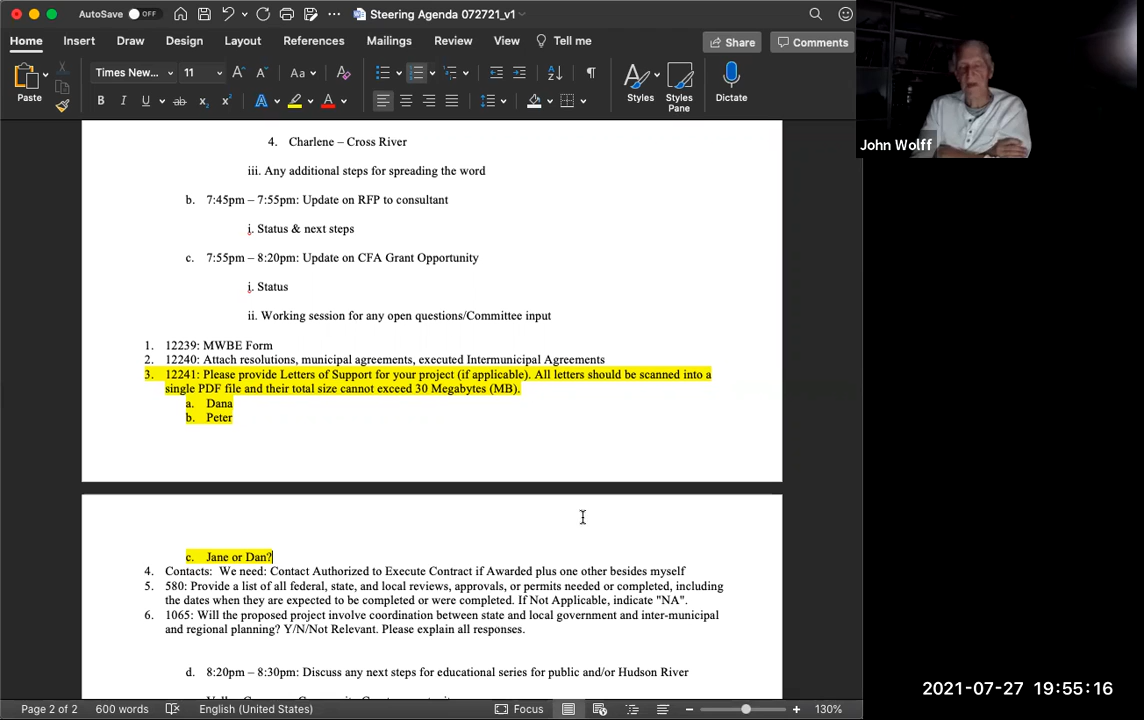 AutoSave OFF
Steering Agenda 072721_v1
Home Insert Draw Design Layout References Mailings Review View Tell me
Share Comments
Paste
Times New... 11
Aa
Styles
Styles Pane
Dictate
John Wolff
4. Charlene – Cross River
iii. Any additional steps for spreading the word
b. 7:45pm – 7:55pm: Update on RFP to consultant
i. Status & next steps
c. 7:55pm – 8:20pm: Update on CFA Grant Opportunity
i. Status
ii. Working session for any open questions/Committee input
1. 12239: MWBE Form
2. 12240: Attach resolutions, municipal agreements, executed Intermunicipal Agreements
3. 12241: Please provide Letters of Support for your project (if applicable). All letters should be scanned into a
single PDF file and their total size cannot exceed 30 Megabytes (MB).
a. Dana
b. Peter
c. Jane or Dan?
4. Contacts: We need: Contact Authorized to Execute Contract if Awarded plus one other besides myself
5. 580: Provide a list of all federal, state, and local reviews, approvals, or permits needed or completed, including
the dates when they are expected to be completed or were completed. If Not Applicable, indicate "NA".
6. 1065: Will the proposed project involve coordination between state and local government and inter-municipal
and regional planning? Y/N/Not Relevant. Please explain all responses.
d. 8:20pm – 8:30pm: Discuss any next steps for educational series for public and/or Hudson River
2021-07-27 19:55:16
Page 2 of 2 600 words English (United States) Focus 130%